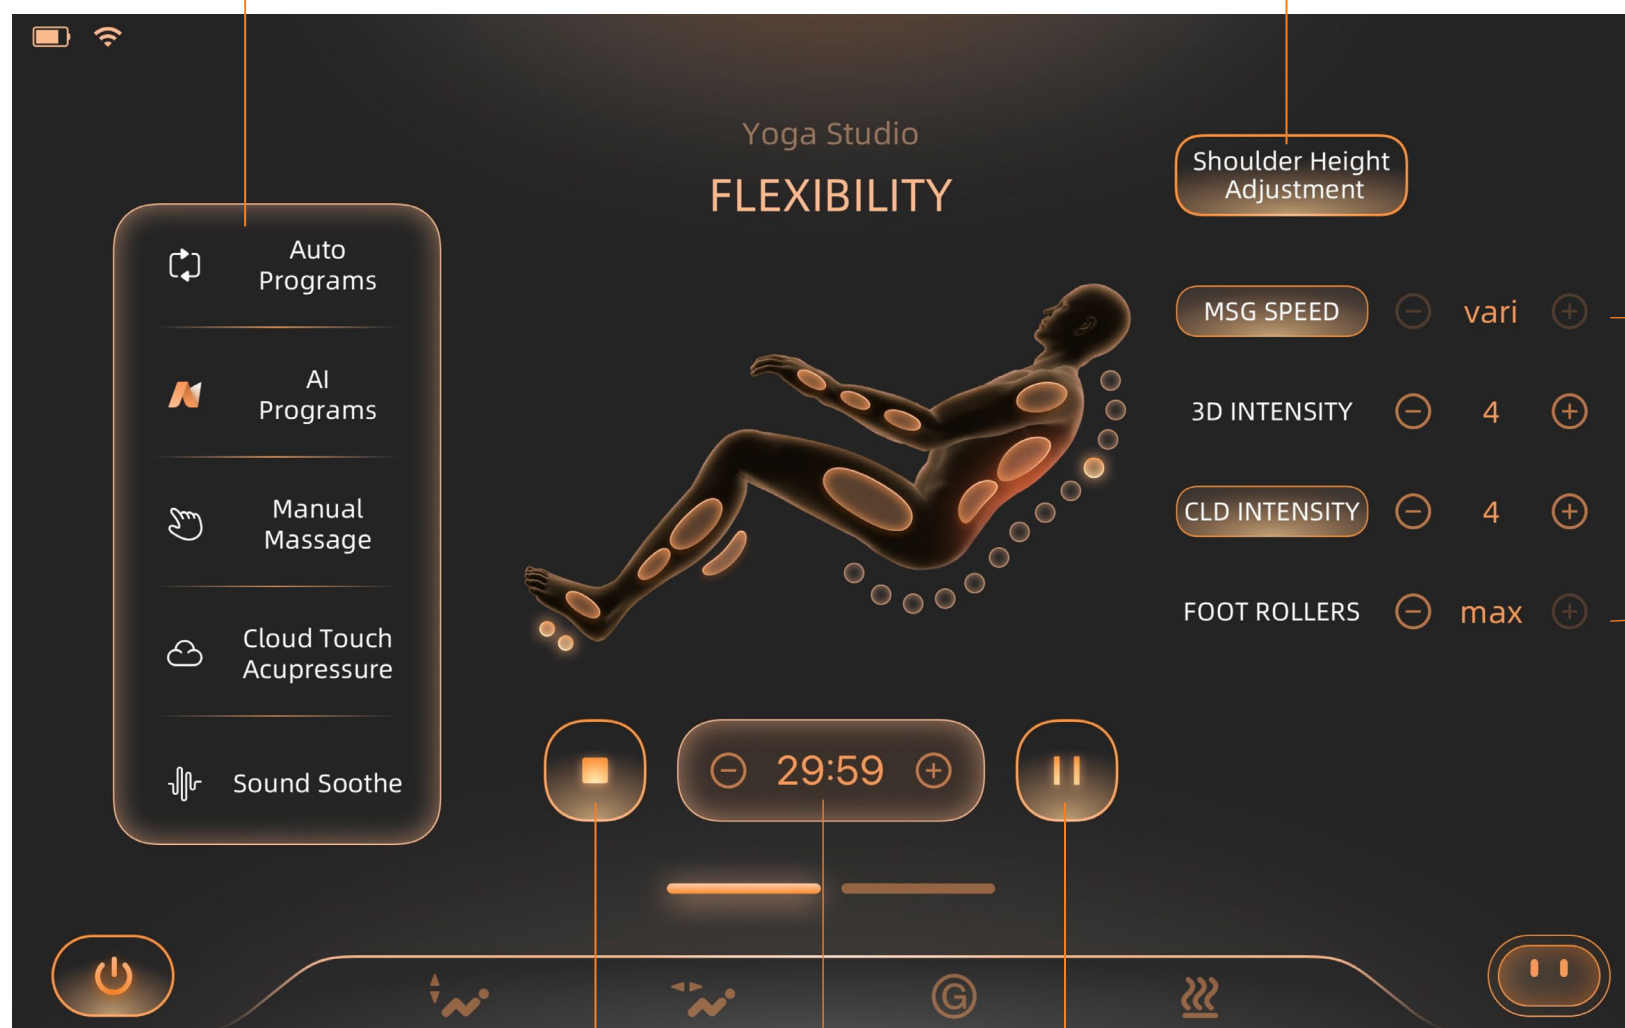 Yoga Studio
FLEXIBILITY
Shoulder Height
Adjustment
Auto
Programs
AI
Programs
Manual
Massage
Cloud Touch
Acupressure
Sound Soothe
MSG SPEED − vari +
3D INTENSITY − 4 +
CLD INTENSITY − 4 +
FOOT ROLLERS − max +
− 29:59 +
G